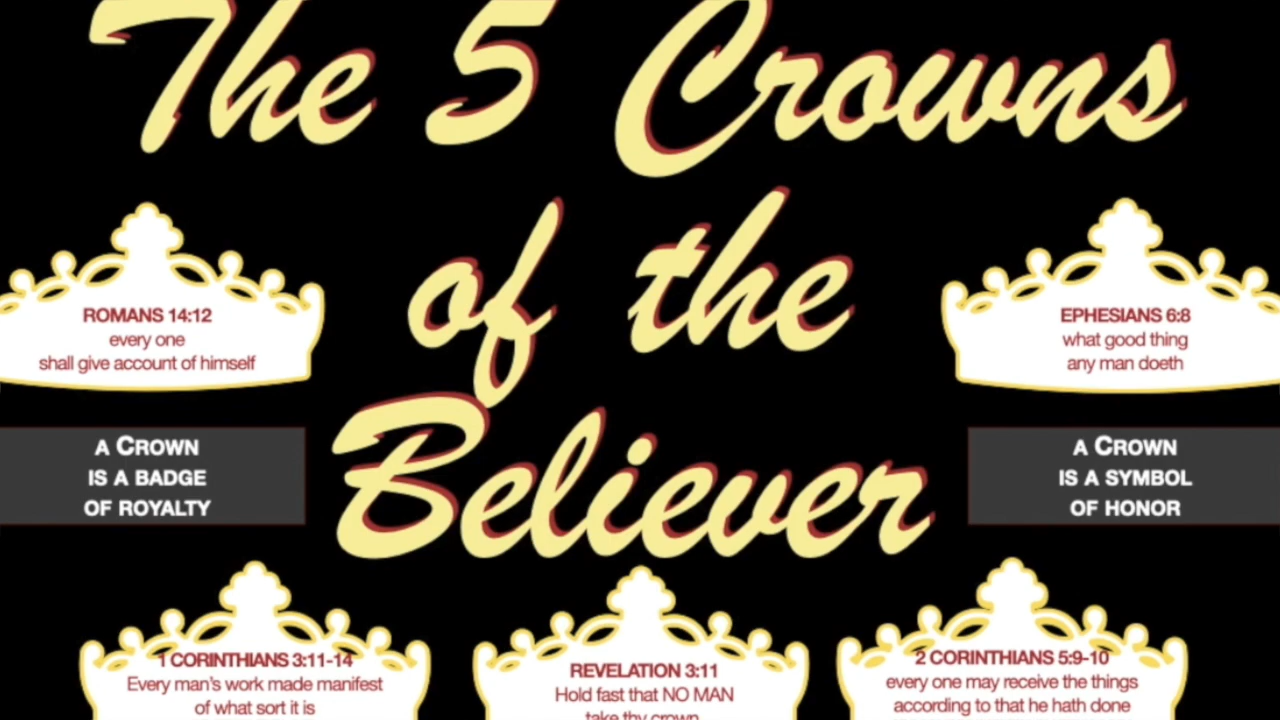 The 5 Crowns
of the
Believer
ROMANS 14:12
every one
shall give account of himself
EPHESIANS 6:8
what good thing
any man doeth
A CROWN
IS A BADGE
OF ROYALTY
A CROWN
IS A SYMBOL
OF HONOR
1 CORINTHIANS 3:11-14
Every man's work made manifest
of what sort it is
REVELATION 3:11
Hold fast that NO MAN
take thy crown
2 CORINTHIANS 5:9-10
every one may receive the things
according to that he hath done